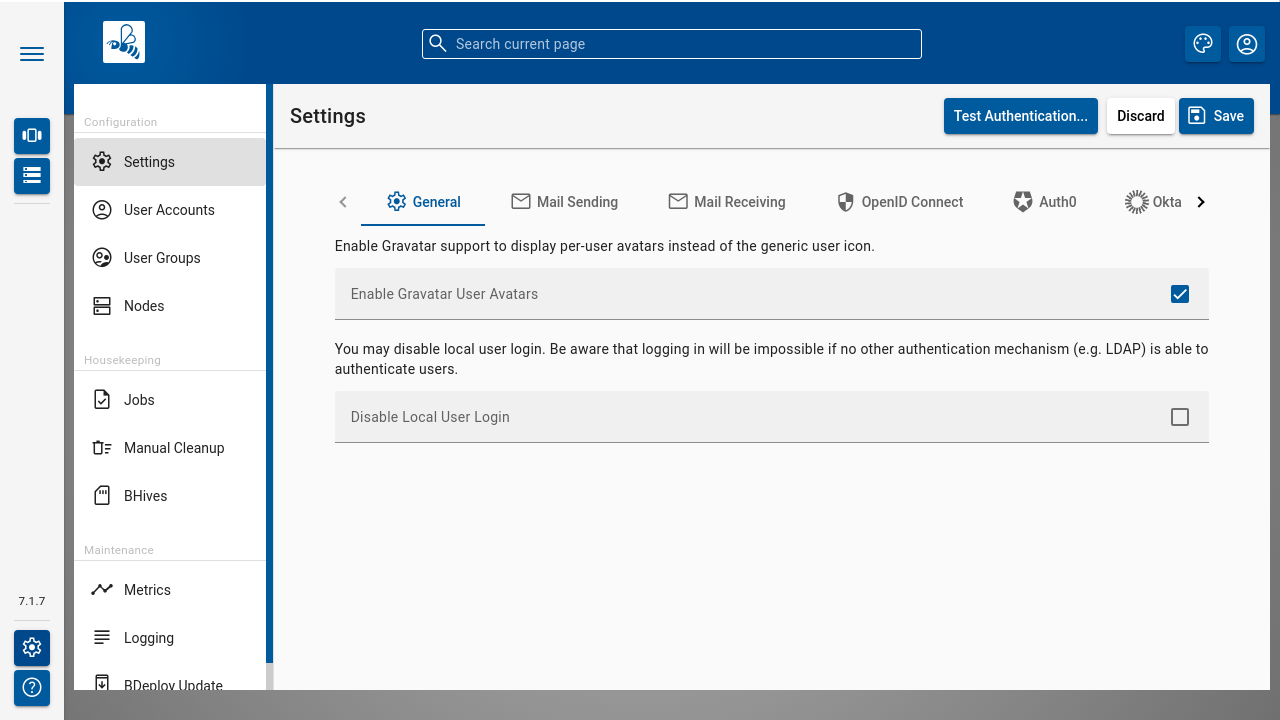 Search current page
Configuration
Settings
User Accounts
User Groups
Nodes
Housekeeping
Jobs
Manual Cleanup
BHives
Maintenance
Metrics
Logging
BDeploy Update
7.1.7
Settings
Test Authentication...
Discard
Save
General
Mail Sending
Mail Receiving
OpenID Connect
Auth0
Okta
Enable Gravatar support to display per-user avatars instead of the generic user icon.
Enable Gravatar User Avatars
You may disable local user login. Be aware that logging in will be impossible if no other authentication mechanism (e.g. LDAP) is able to
authenticate users.
Disable Local User Login